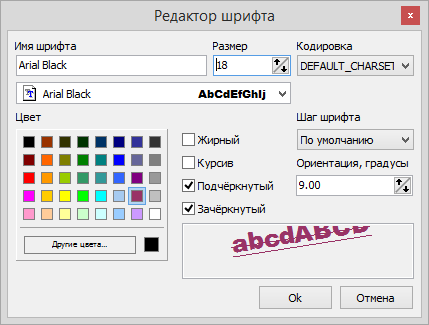 Редактор шрифта
x
Имя шрифта Размер Кодировка
Arial Black 18 DEFAULT_CHARSET
Arial Black AbCdEfGhIj
Цвет Шаг шрифта
Жирный По умолчанию
Курсив Ориентация, градусы
Подчёркнутый 9.00
Зачёркнутый
abcdABCD
Другие цвета...
Ok Отмена